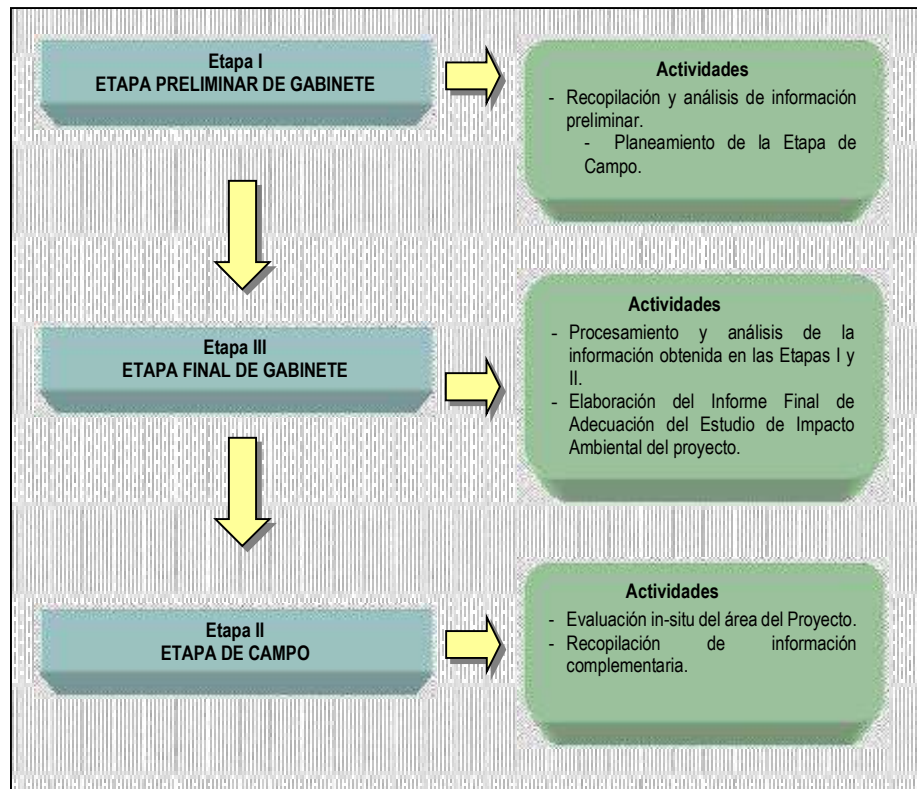 Etapa I
ETAPA PRELIMINAR DE GABINETE
Actividades
- Recopilación y análisis de información
preliminar.
- Planeamiento de la Etapa de
Campo.
Etapa III
ETAPA FINAL DE GABINETE
Actividades
- Procesamiento y análisis de la
información obtenida en las Etapas I y
II.
- Elaboración del Informe Final de
Adecuación del Estudio de Impacto
Ambiental del proyecto.
Etapa II
ETAPA DE CAMPO
Actividades
- Evaluación in-situ del área del Proyecto.
- Recopilación de información
complementaria.